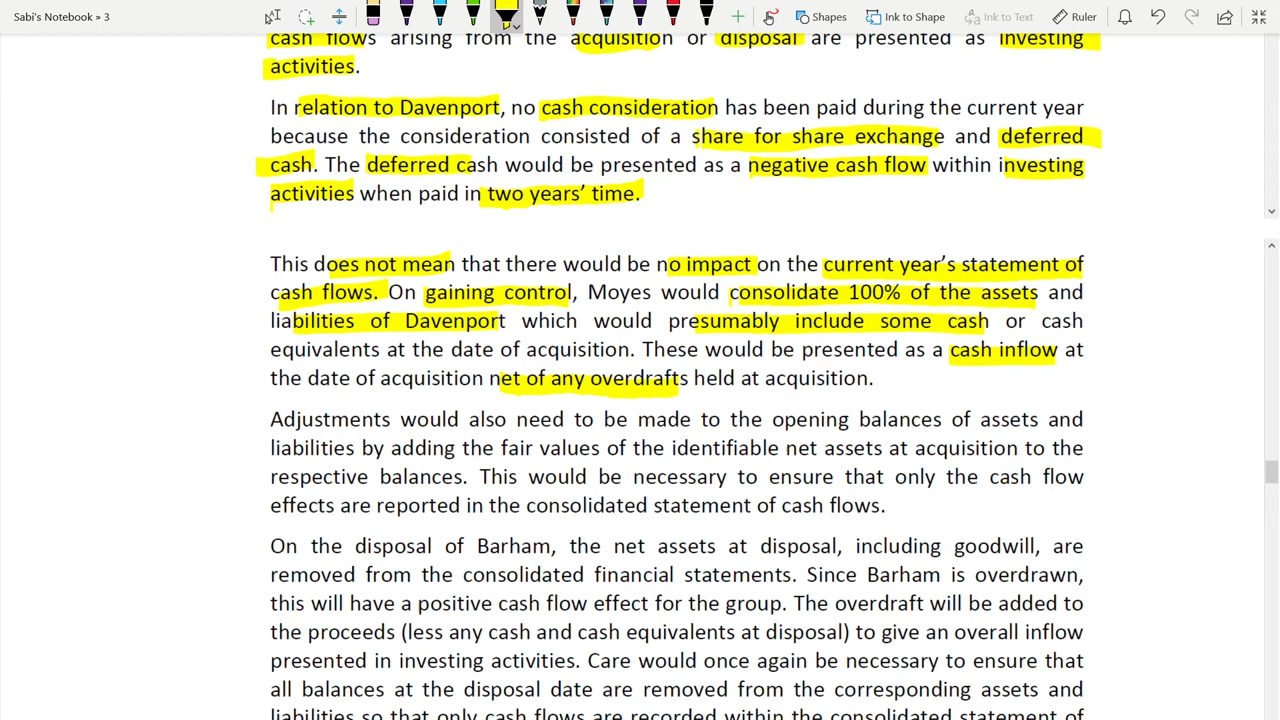 Sabi's Notebook » 3
Shapes
Ink to Shape
Ink to Text
Ruler
cash flows arising from the acquisition or disposal are presented as investing
activities.
In relation to Davenport, no cash consideration has been paid during the current year
because the consideration consisted of a share for share exchange and deferred
cash. The deferred cash would be presented as a negative cash flow within investing
activities when paid in two years’ time.
This does not mean that there would be no impact on the current year’s statement of
cash flows. On gaining control, Moyes would consolidate 100% of the assets and
liabilities of Davenport which would presumably include some cash or cash
equivalents at the date of acquisition. These would be presented as a cash inflow at
the date of acquisition net of any overdrafts held at acquisition.
Adjustments would also need to be made to the opening balances of assets and
liabilities by adding the fair values of the identifiable net assets at acquisition to the
respective balances. This would be necessary to ensure that only the cash flow
effects are reported in the consolidated statement of cash flows.
On the disposal of Barham, the net assets at disposal, including goodwill, are
removed from the consolidated financial statements. Since Barham is overdrawn,
this will have a positive cash flow effect for the group. The overdraft will be added to
the proceeds (less any cash and cash equivalents at disposal) to give an overall inflow
presented in investing activities. Care would once again be necessary to ensure that
all balances at the disposal date are removed from the corresponding assets and
liabilities so that only cash flows are recorded within the consolidated statement of